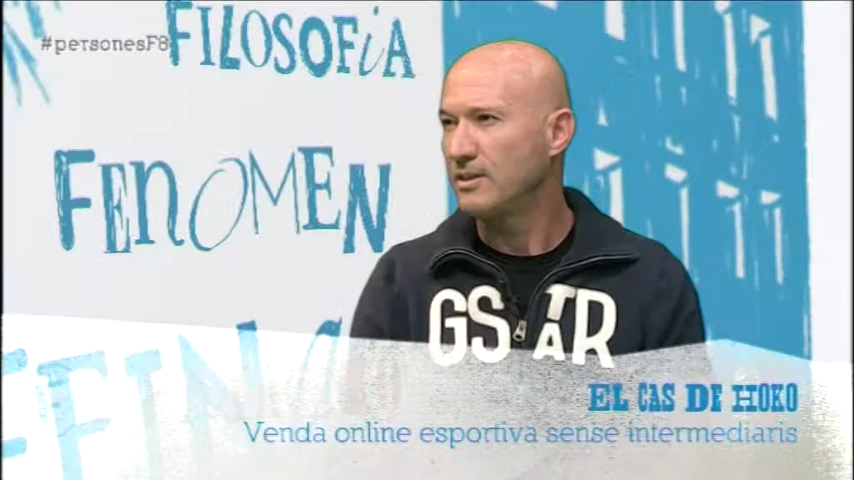 #personesF8
FiLOSOFiA
FENOMEN
GSTAR
EL CAS DE HOKO
Venda online esportiva sense intermediaris